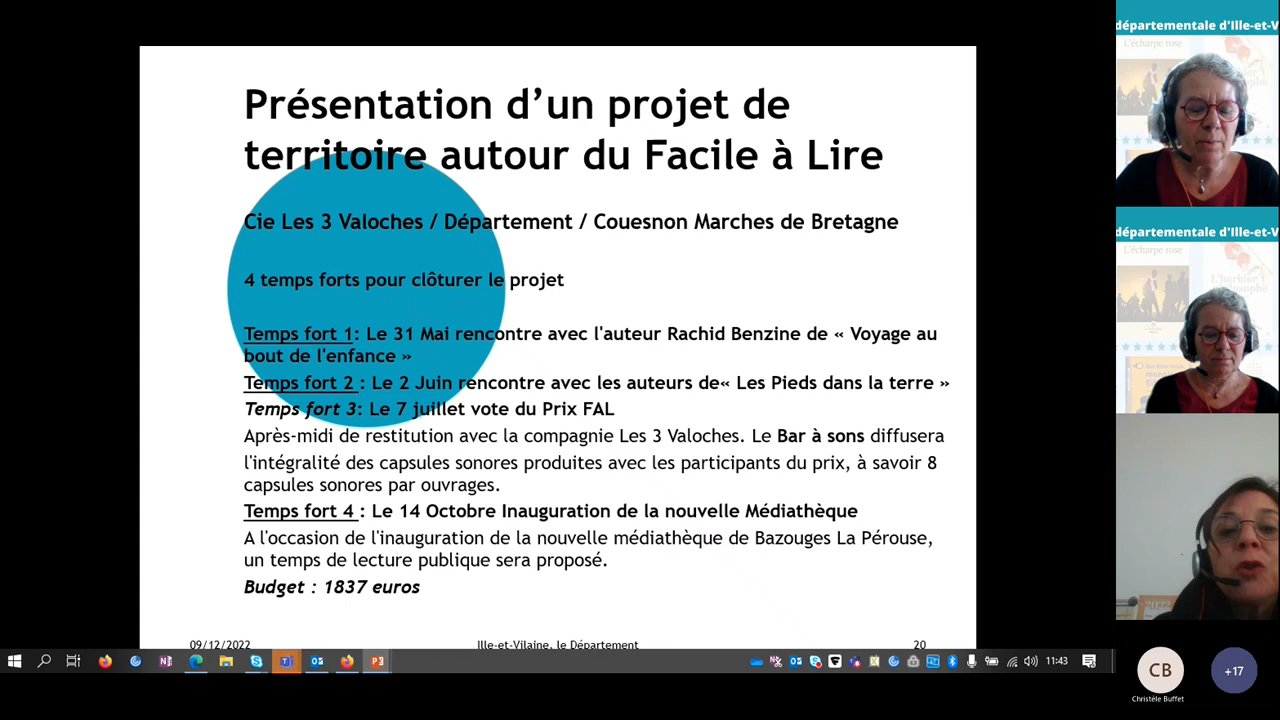 Présentation d’un projet de
territoire autour du Facile à Lire
Cie Les 3 Valoches / Département / Couesnon Marches de Bretagne
4 temps forts pour clôturer le projet
Temps fort 1: Le 31 Mai rencontre avec l'auteur Rachid Benzine de « Voyage au
bout de l'enfance »
Temps fort 2 : Le 2 Juin rencontre avec les auteurs de« Les Pieds dans la terre »
Temps fort 3: Le 7 juillet vote du Prix FAL
Après-midi de restitution avec la compagnie Les 3 Valoches. Le Bar à sons diffusera
l'intégralité des capsules sonores produites avec les participants du prix, à savoir 8
capsules sonores par ouvrages.
Temps fort 4 : Le 14 Octobre Inauguration de la nouvelle Médiathèque
A l'occasion de l'inauguration de la nouvelle médiathèque de Bazouges La Pérouse,
un temps de lecture publique sera proposé.
Budget : 1837 euros
09/12/2022
Ille-et-Vilaine, le Département
20
11:43
départementale d'Ille-et-V
L'écharpe rose
départementale d'Ille-et-V
L'écharpe rose
L'herbier
philosophe
CB
Christèle Buffet
+17